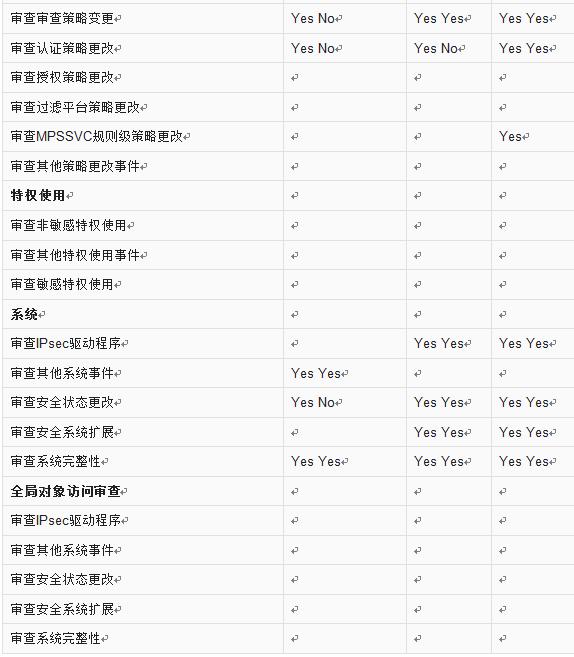 审查审查策略变更 Yes No Yes Yes Yes Yes
审查认证策略更改 Yes No Yes No Yes Yes
审查授权策略更改
审查过滤平台策略更改
审查MPSSVC规则级策略更改 Yes
审查其他策略更改事件
特权使用
审查非敏感特权使用
审查其他特权使用事件
审查敏感特权使用
系统
审查IPsec驱动程序 Yes Yes Yes Yes
审查其他系统事件 Yes Yes
审查安全状态更改 Yes No Yes Yes Yes Yes
审查安全系统扩展 Yes Yes Yes Yes
审查系统完整性 Yes Yes Yes Yes Yes Yes
全局对象访问审查
审查IPsec驱动程序
审查其他系统事件
审查安全状态更改
审查安全系统扩展
审查系统完整性